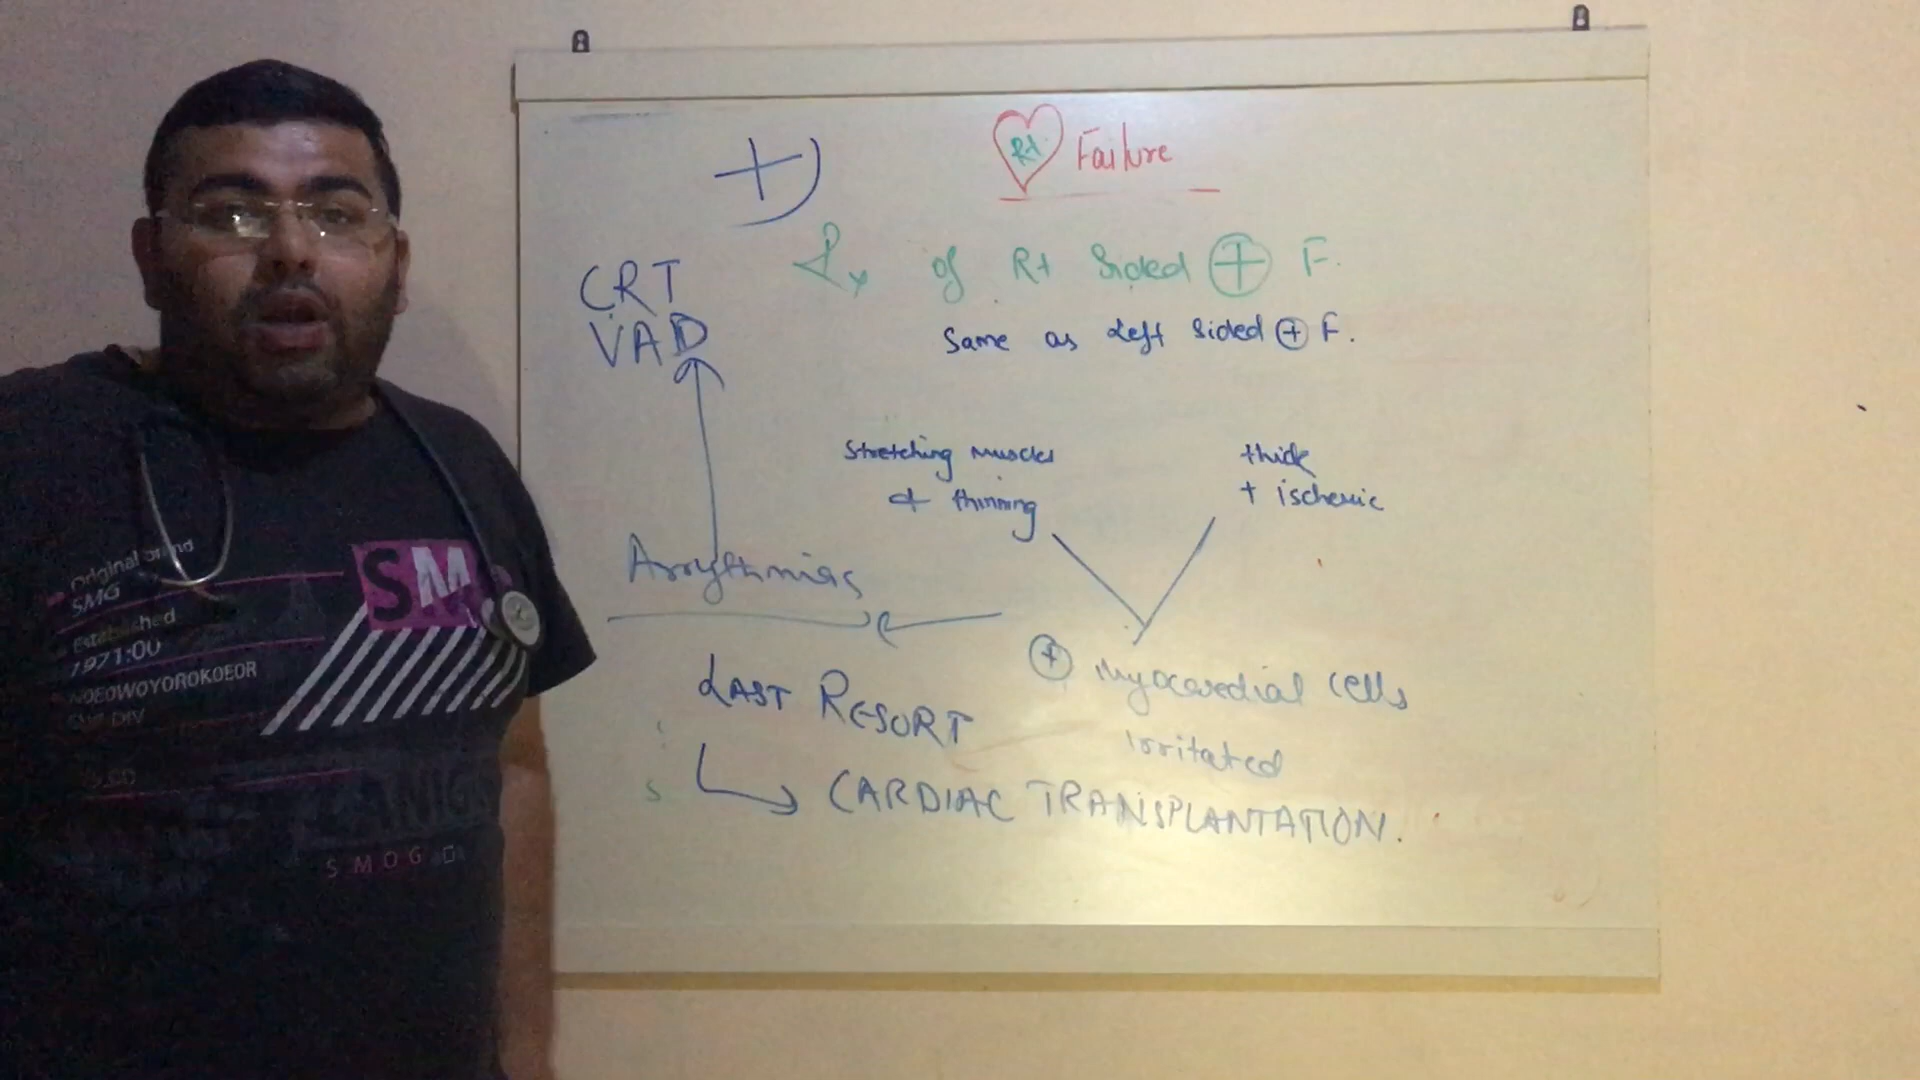 Rt Failure
Rx of Rt sided + F.
Same as Left sided + F.
CRT
VAD
Stretching Muscles
+ thinning
thick
+ ischemic
Arrythmias
+ Myocardial cells
irritated
LAST RESORT
CARDIAC TRANSPLANTATION.
S
Original brand
SMG
Established
1971:00
SMG
SMOG